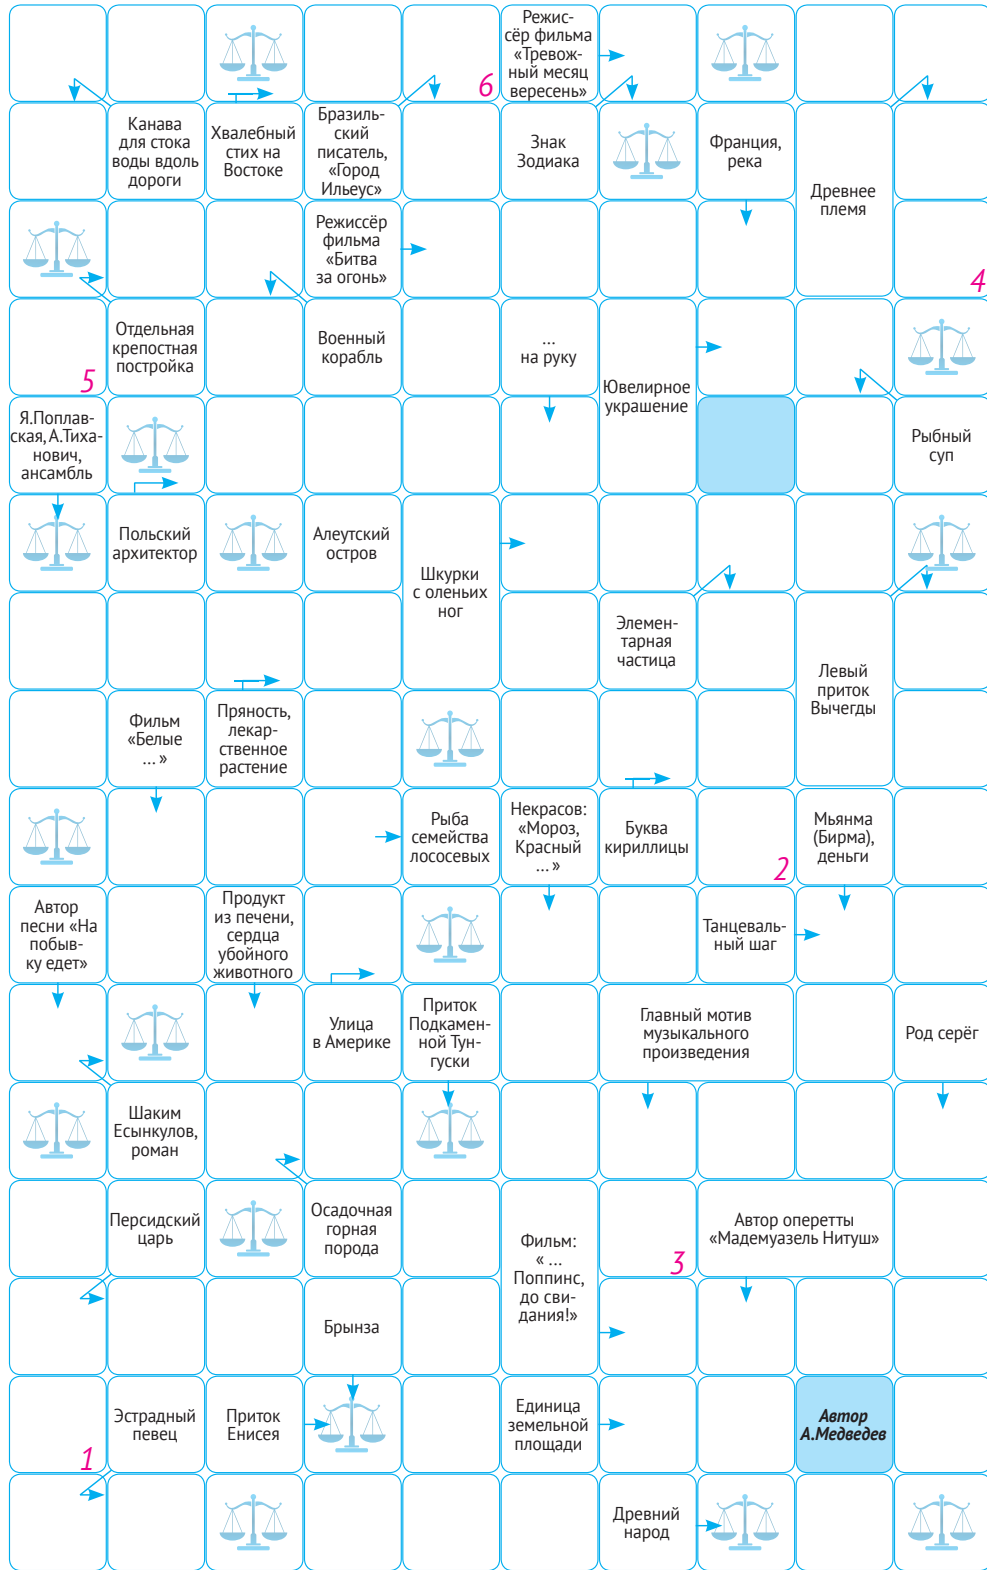 Режис-
сёр фильма
«Тревож-
ный месяц
вересень»
6
Канава
для стока
воды вдоль
дороги
Хвалебный
стих на
Востоке
Бразиль-
ский
писатель,
«Город
Ильеус»
Знак
Зодиака
Франция,
река
Древнее
племя
Режиссёр
фильма
«Битва
за огонь»
4
Отдельная
крепостная
постройка
Военный
корабль
...
на руку
Ювелирное
украшение
5
Я.Поплав-
ская, А.Тиха-
нович,
ансамбль
Рыбный
суп
Польский
архитектор
Алеутский
остров
Шкурки
с оленьих
ног
Элемен-
тарная
частица
Левый
приток
Вычегды
Фильм
«Белые
... »
Пряность,
лекар-
ственное
растение
Рыба
семейства
лососевых
Некрасов:
«Мороз,
Красный
... »
Буква
кириллицы
2
Мьянма
(Бирма),
деньги
Автор
песни «На
побыв-
ку едет»
Продукт
из печени,
сердца
убойного
животного
Танцеваль-
ный шаг
Улица
в Америке
Приток
Подкамен-
ной Тун-
гуски
Главный мотив
музыкального
произведения
Род серёг
Шаким
Есынкулов,
роман
Персидский
царь
Осадочная
горная
порода
Фильм:
« ...
Поппинс,
до сви-
дания!»
3
Автор оперетты
«Мадемуазель Нитуш»
Брынза
1
Эстрадный
певец
Приток
Енисея
Единица
земельной
площади
Автор
А.Медведев
Древний
народ